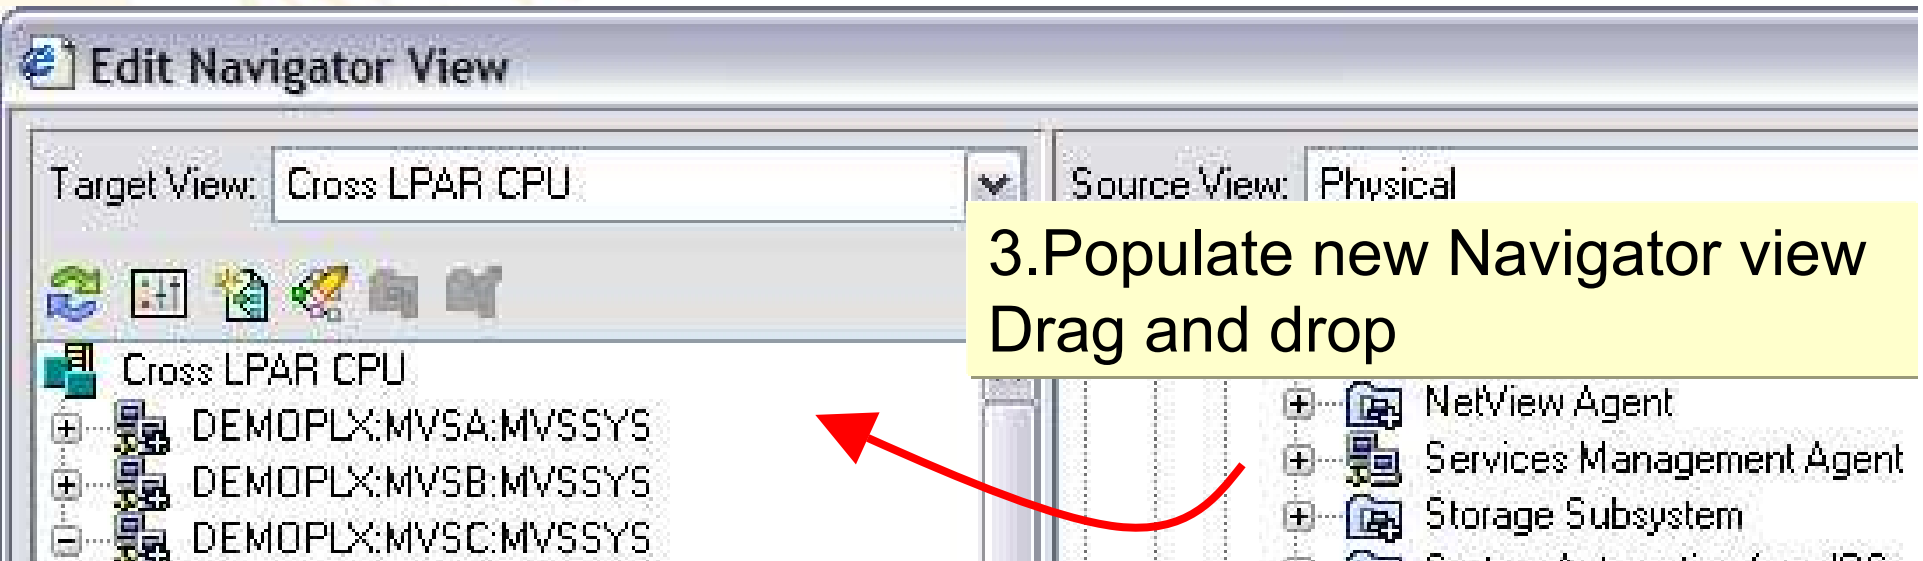 Edit Navigator View
Target View: Cross LPAR CPU
Source View: Physical
3.Populate new Navigator view
Drag and drop
Cross LPAR CPU
DEMOPLX:MVSA:MVSSYS
DEMOPLX:MVSB:MVSSYS
DEMOPLX:MVSC:MVSSYS
NetView Agent
Services Management Agent
Storage Subsystem